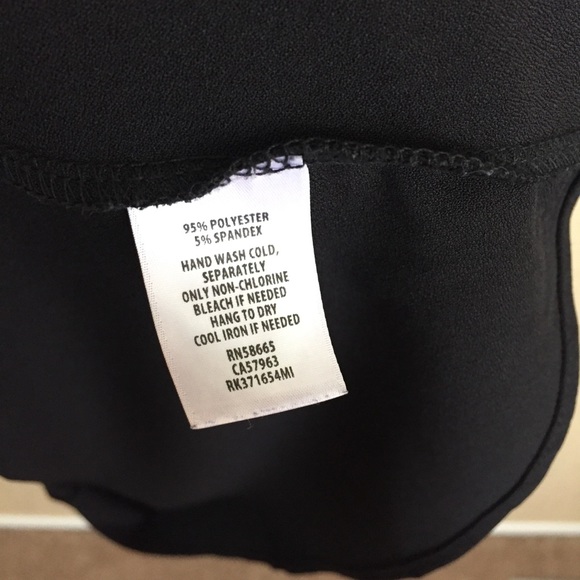 95% POLYESTER
5% SPANDEX
HAND WASH COLD,
SEPARATELY
ONLY NON-CHLORINE
BLEACH IF NEEDED
HANG TO DRY
COOL IRON IF NEEDED
RN58665
CA57963
RK371654MI